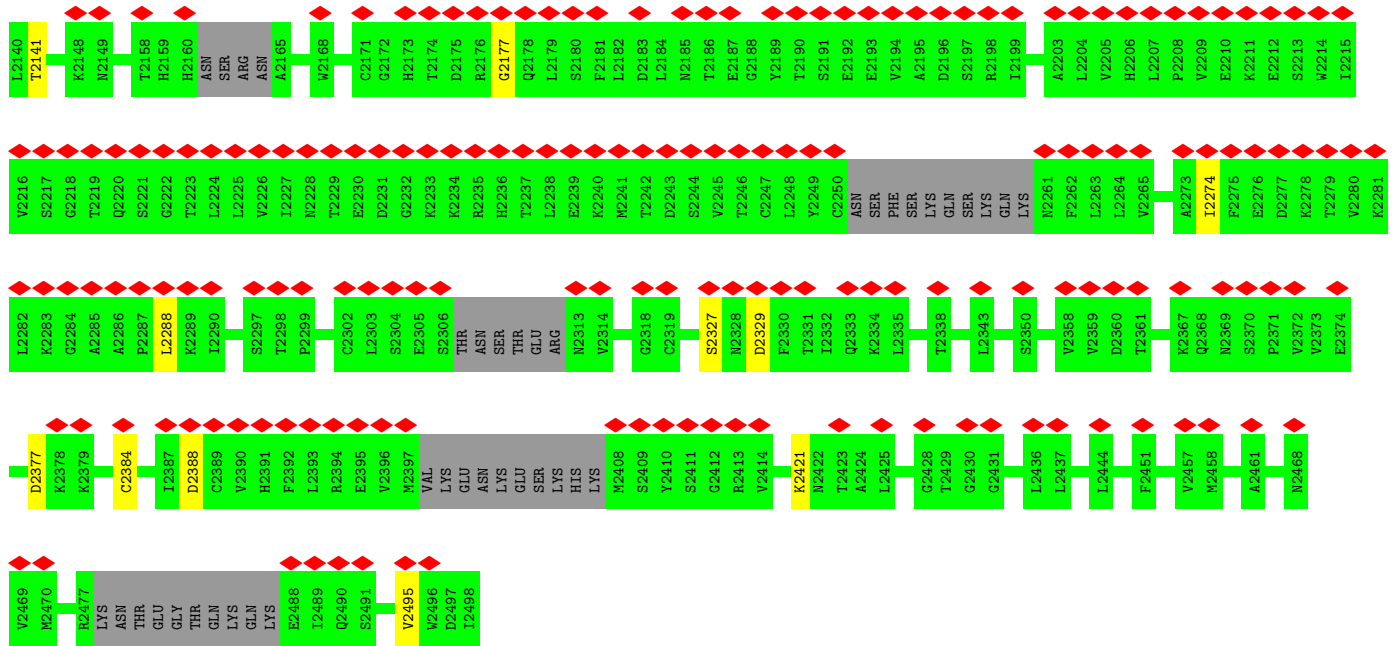 L2140 T2141 K2148 N2149 T2158 H2159 H2160 ASN SER ARG ASN A2165 W2168 C2171 G2172 H2173 T2174 D2175 R2176 G2177 Q2178 L2179 S2180 F2181 L2182 D2183 L2184 N2185 T2186 E2187 G2188 Y2189 T2190 S2191 E2192 E2193 V2194 A2195 D2196 S2197 R2198 I2199 A2203 L2204 V2205 H2206 L2207 P2208 V2209 E2210 K2211 E2212 S2213 W2214 I2215
V2216 S2217 G2218 T2219 Q2220 S2221 G2222 T2223 L2224 L2225 V2226 I2227 N2228 T2229 E2230 D2231 G2232 K2233 K2234 R2235 H2236 T2237 L2238 E2239 K2240 M2241 T2242 D2243 S2244 V2245 T2246 C2247 L2248 Y2249 C2250 ASN SER PHE SER LYS GLN SER LYS GLN LYS N2261 F2262 L2263 L2264 V2265 A2273 I2274 F2275 E2276 D2277 K2278 T2279 V2280 K2281
L2282 K2283 G2284 A2285 A2286 P2287 L2288 K2289 I2290 S2297 T2298 P2299 C2302 L2303 S2304 E2305 S2306 THR ASN SER THR GLU ARG N2313 V2314 G2318 C2319 S2327 N2328 D2329 F2330 T2331 I2332 Q2333 K2334 L2335 T2338 L2343 S2350 V2358 V2359 D2360 T2361 K2367 Q2368 N2369 S2370 P2371 V2372 V2373 E2374
D2377 K2378 K2379 C2384 I2387 D2388 C2389 V2390 H2391 F2392 L2393 R2394 E2395 V2396 M2397 VAL LYS GLU ASN LYS GLU SER LYS HIS LYS M2408 S2409 Y2410 S2411 G2412 R2413 V2414 K2421 N2422 T2423 A2424 L2425 G2428 T2429 G2430 G2431 L2436 L2437 L2444 F2451 V2457 M2458 A2461 N2468
V2469 M2470 R2477 LYS ASN THR GLU GLY THR GLN LYS GLN LYS E2488 I2489 Q2490 S2491 V2495 W2496 D2497 I2498